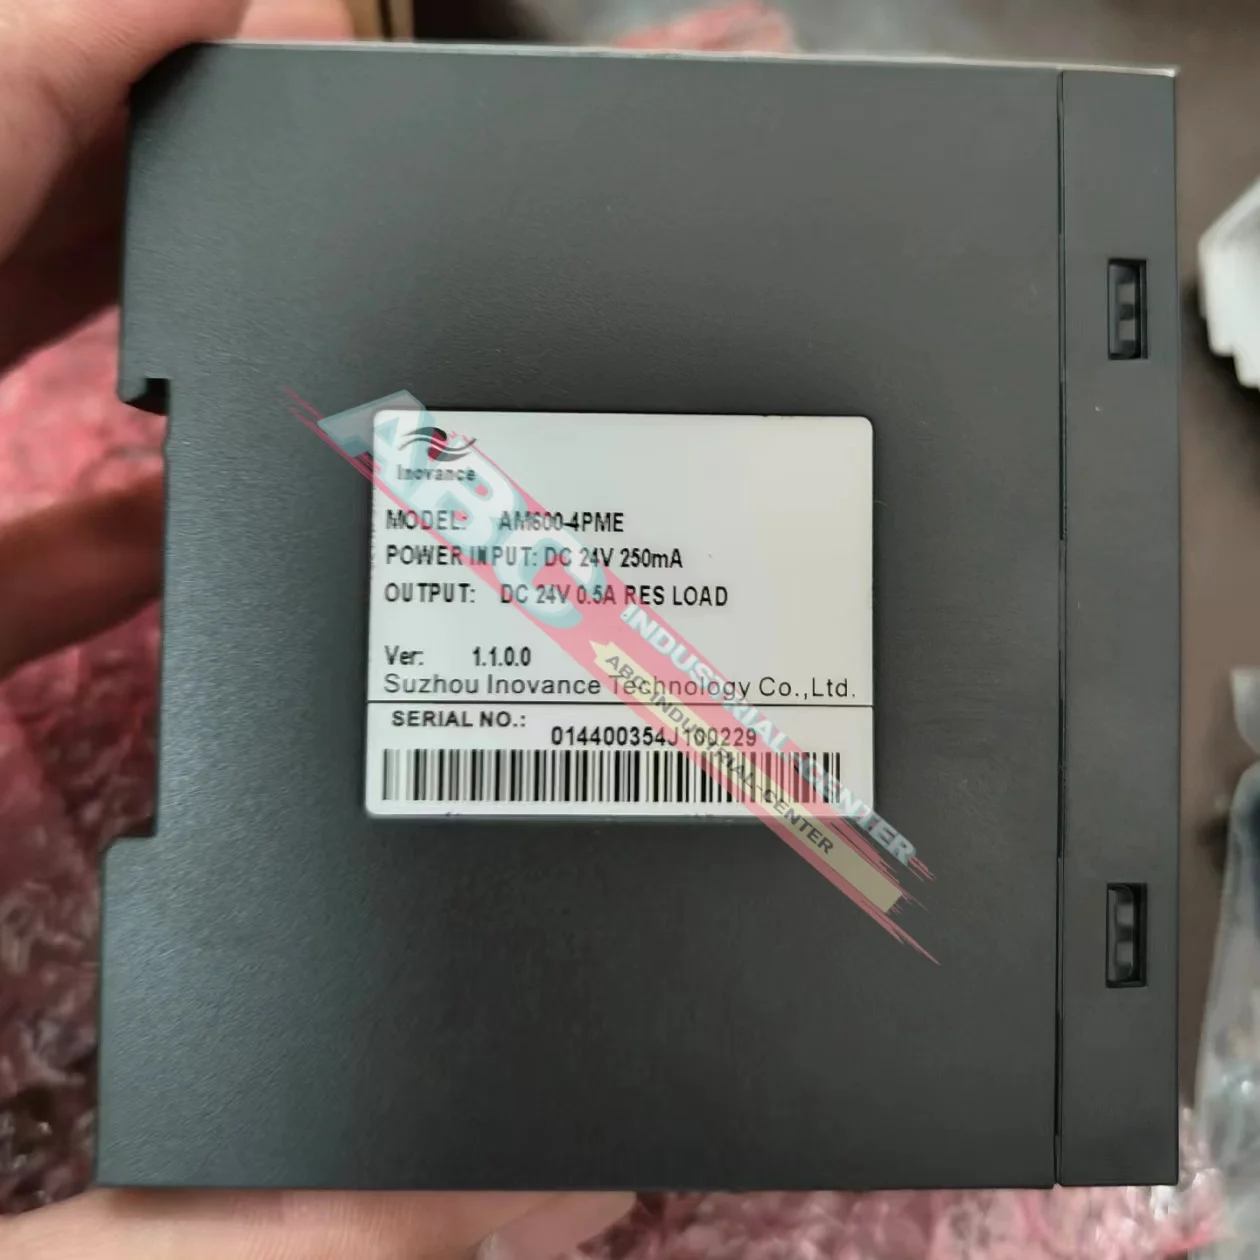 Inovance
MODEL: AM600-4PME
POWER INPUT: DC 24V 250mA
OUTPUT: DC 24V 0.5A RES LOAD
Ver: 1.1.0.0
Suzhou Inovance Technology Co.,Ltd.
SERIAL NO.:
014400354J100229
ABC INDUSTRIAL-CENTER
ABC-INDUSTRIAL-CENTER